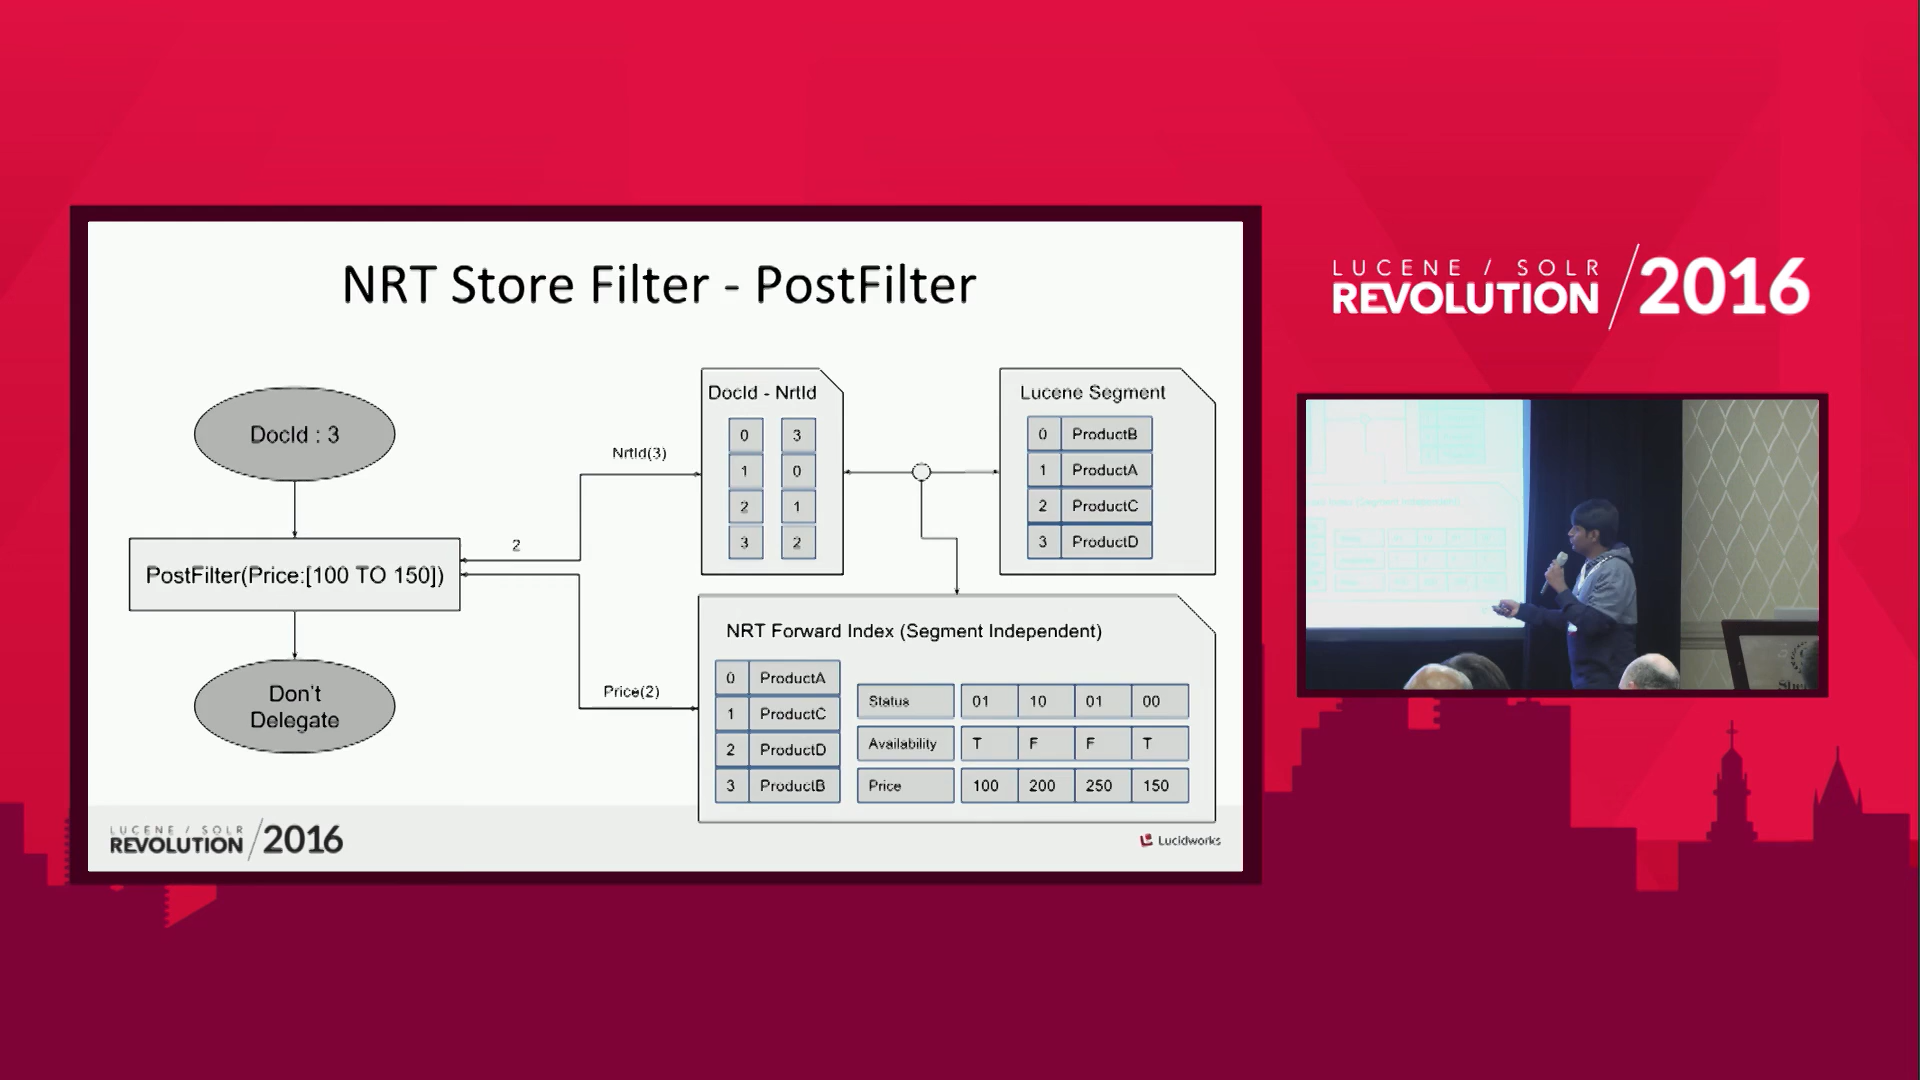 NRT Store Filter - PostFilter
DocId : 3
PostFilter(Price:[100 TO 150])
Don't
Delegate
NrtId(3)
2
Price(2)
DocId - NrtId
0 3
1 0
2 1
3 2
Lucene Segment
0 ProductB
1 ProductA
2 ProductC
3 ProductD
NRT Forward Index (Segment Independent)
0 ProductA
1 ProductC
2 ProductD
3 ProductB
Status 01 10 01 00
Availability T F F T
Price 100 200 250 150
LUCENE / SOLR
REVOLUTION / 2016
Lucidworks
LUCENE / SOLR
REVOLUTION / 2016